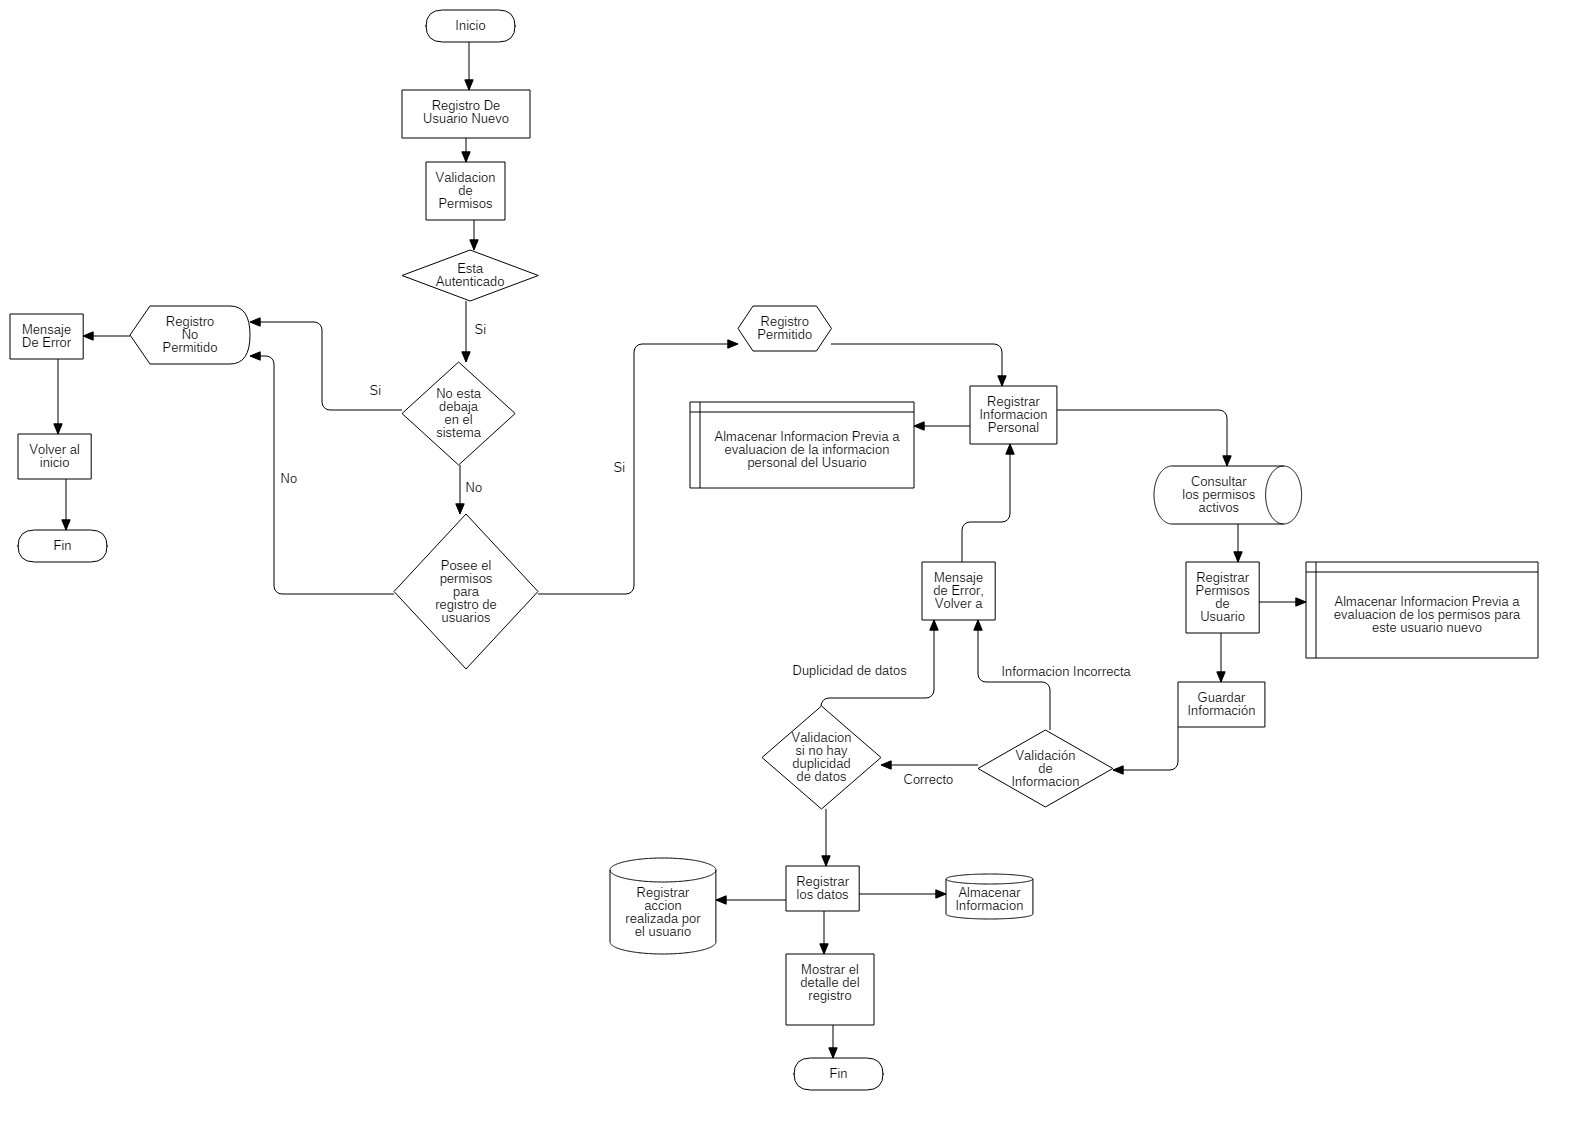 Inicio
Registro De
Usuario Nuevo
Validacion
de
Permisos
Esta
Autenticado
Si
No esta
debaja
en el
sistema
Si
Registro
No
Permitido
Mensaje
De Error
Volver al
inicio
Fin
No
No
Posee el
permisos
para
registro de
usuarios
Si
Registro
Permitido
Registrar
Informacion
Personal
Almacenar Informacion Previa a
evaluacion de la informacion
personal del Usuario
Consultar
los permisos
activos
Registrar
Permisos
de
Usuario
Almacenar Informacion Previa a
evaluacion de los permisos para
este usuario nuevo
Guardar
Información
Validación
de
Informacion
Informacion Incorrecta
Mensaje
de Error,
Volver a
Correcto
Validacion
si no hay
duplicidad
de datos
Duplicidad de datos
Registrar
los datos
Registrar
accion
realizada por
el usuario
Almacenar
Informacion
Mostrar el
detalle del
registro
Fin